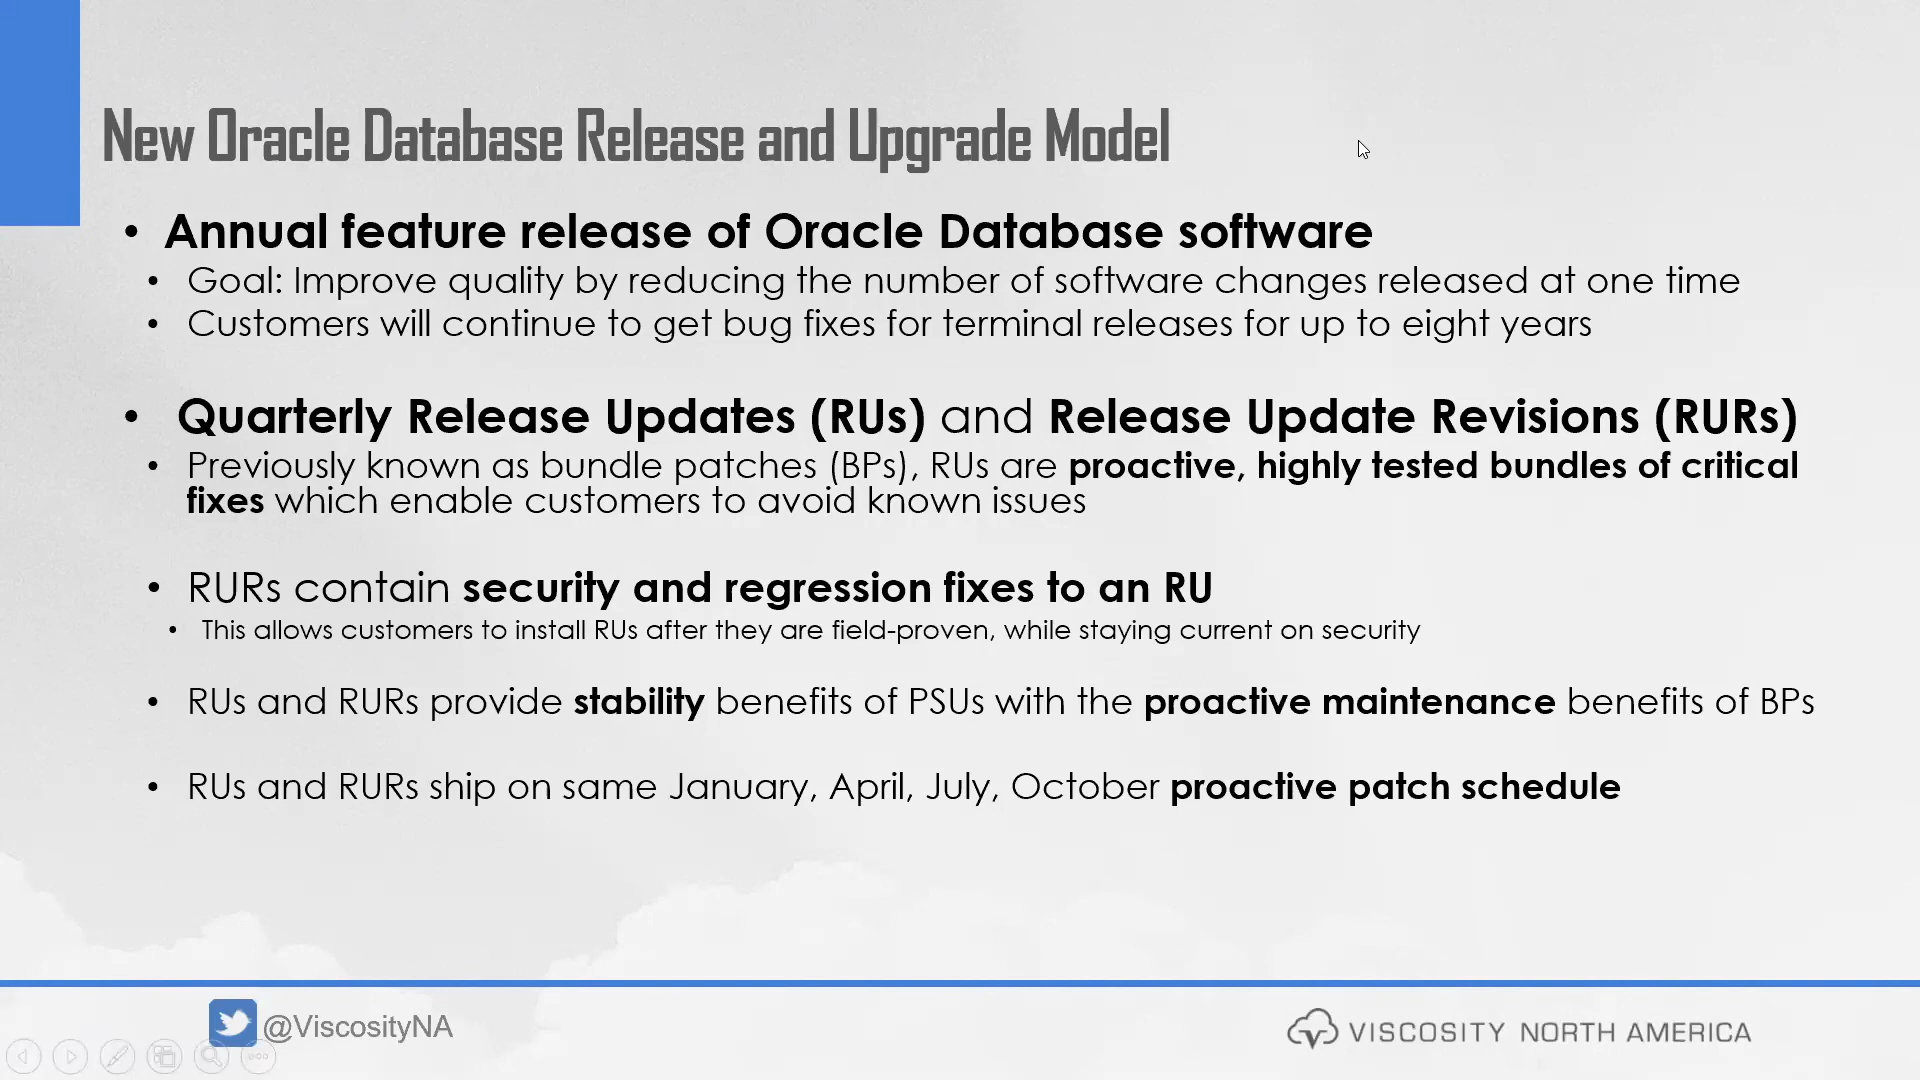 New Oracle Database Release and Upgrade Model
• Annual feature release of Oracle Database software
• Goal: Improve quality by reducing the number of software changes released at one time
• Customers will continue to get bug fixes for terminal releases for up to eight years
• Quarterly Release Updates (RUs) and Release Update Revisions (RURs)
• Previously known as bundle patches (BPs), RUs are proactive, highly tested bundles of critical
fixes which enable customers to avoid known issues
• RURs contain security and regression fixes to an RU
• This allows customers to install RUs after they are field-proven, while staying current on security
• RUs and RURs provide stability benefits of PSUs with the proactive maintenance benefits of BPs
• RUs and RURs ship on same January, April, July, October proactive patch schedule
@ViscosityNA
VISCOSITY NORTH AMERICA